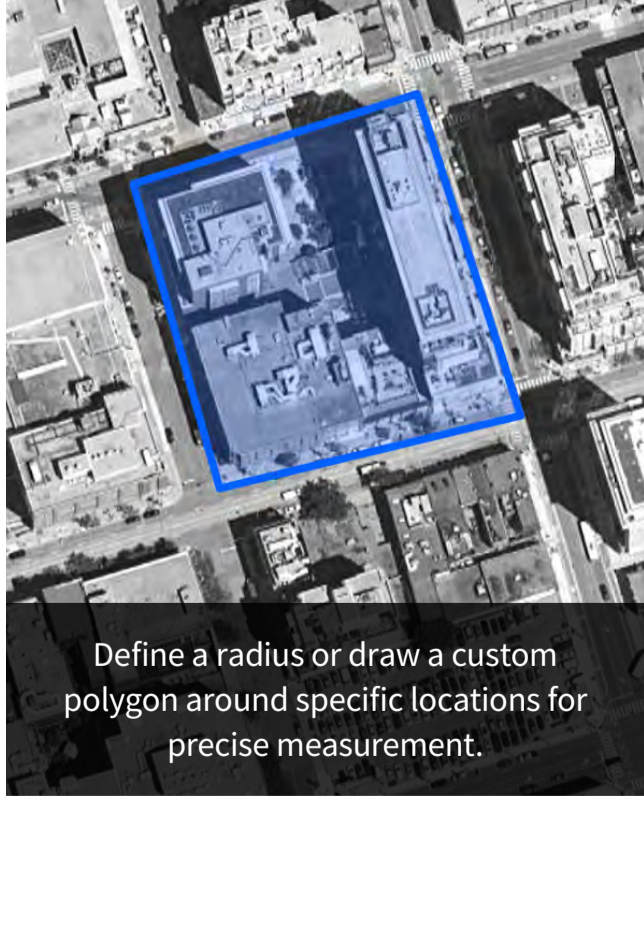 Define a radius or draw a custom
polygon around specific locations for
precise measurement.